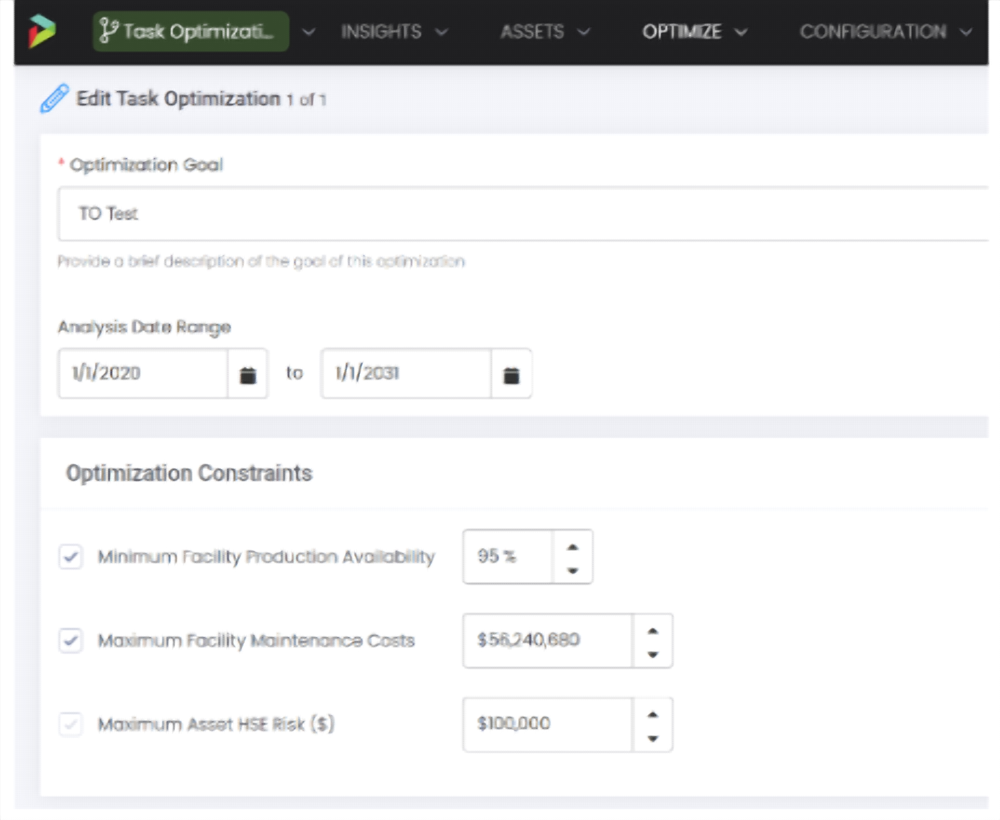 Task Optimizati... INSIGHTS ASSETS OPTIMIZE CONFIGURATION
Edit Task Optimization 1 of 1
* Optimization Goal
TO Test
Provide a brief description of the goal of this optimization
Analysis Date Range
1/1/2020 to 1/1/2031
Optimization Constraints
Minimum Facility Production Availability 95 %
Maximum Facility Maintenance Costs $56,240,680
Maximum Asset HSE Risk ($) $100,000